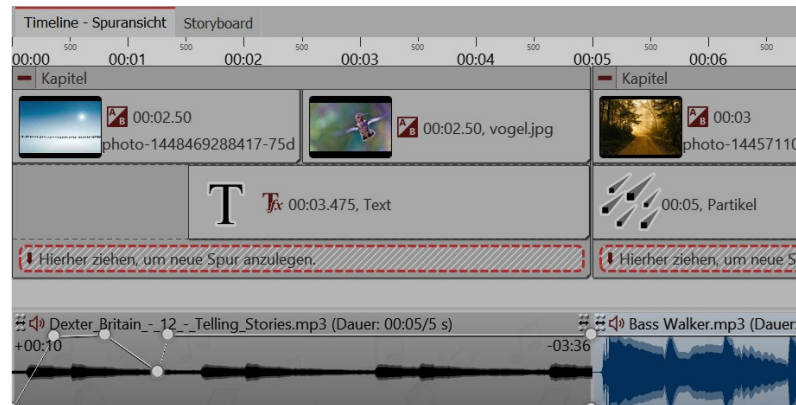 Timeline - Spuransicht Storyboard
500 500 500 500 500 500 500
00:00 00:01 00:02 00:03 00:04 00:05 00:06
Kapitel Kapitel
A B 00:02.50 A B 00:02.50, vogel.jpg A B 00:03
photo-1448469288417-75d photo-14457110
T Tfx 00:03.475, Text 00:05, Partikel
Hierher ziehen, um neue Spur anzulegen. Hierher ziehen, um neue S
Dexter_Britain_-_12_-_Telling_Stories.mp3 (Dauer: 00:05/5 s) Bass Walker.mp3 (Dauer:
+00:10 -03:36